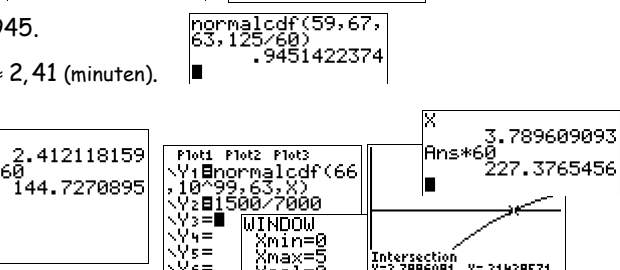 945.
2,41 (minuten).
normalcdf(59,67,
63,125/60)
.9451422374
2.412118159
60
144.7270895
Plot1 Plot2 Plot3
\Y1=normalcdf(66
,10^99,63,X)
\Y2=1500/7000
\Y3=
\Y4=
\Y5=
WINDOW
Xmin=0
Xmax=5
X
3.789609093
Ans*60
227.3765456
Intersection